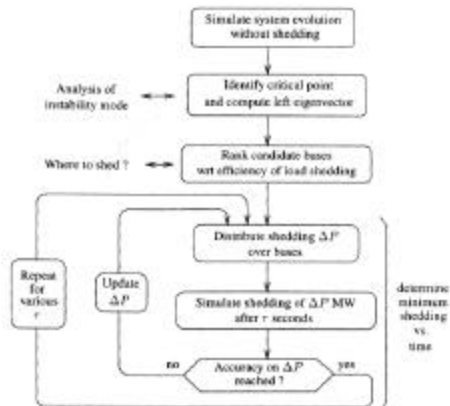 Simulate system evolution
without shedding
Analysis of
instability mode
Identify critical point
and compute left eigenvector
Where to shed ?
Rank candidate buses
wrt efficiency of load shedding
Distribute shedding ΔP
over buses
Repeat
for
various
τ
Update
ΔP
Simulate shedding of ΔP MW
after τ seconds
determine
minimum
shedding
vs.
time
no
Accuracy on ΔP
reached ?
yes